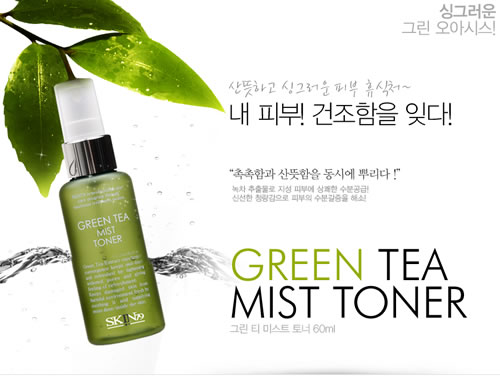 싱그러운
그린 오아시스!
산뜻하고 싱그러운 피부 휴식처~
내 피부! 건조함을 잊다!
“촉촉함과 산뜻함을 동시에 뿌리다 !”
녹차 추출물로 지성 피부에 상쾌한 수분공급!
신선한 청량감으로 피부의 수분갈증을 해소!
GREEN TEA
MIST
TONER
SKIN79
GREEN TEA
MIST TONER
그린 티 미스트 토너 60ml